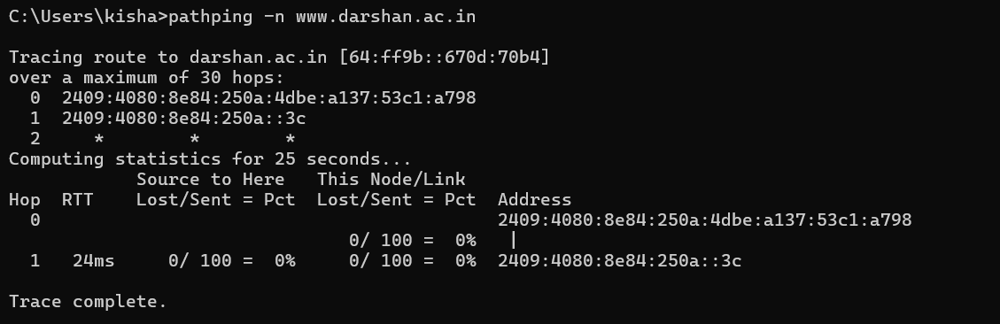 C:\Users\kisha>pathping -n www.darshan.ac.in
Tracing route to darshan.ac.in [64:ff9b::670d:70b4]
over a maximum of 30 hops:
  0  2409:4080:8e84:250a:4dbe:a137:53c1:a798
  1  2409:4080:8e84:250a::3c
  2     *        *        *
Computing statistics for 25 seconds...
            Source to Here   This Node/Link
Hop  RTT    Lost/Sent = Pct  Lost/Sent = Pct  Address
  0                                           2409:4080:8e84:250a:4dbe:a137:53c1:a798
                                0/ 100 =  0%   |
  1   24ms     0/ 100 =  0%     0/ 100 =  0%  2409:4080:8e84:250a::3c
Trace complete.